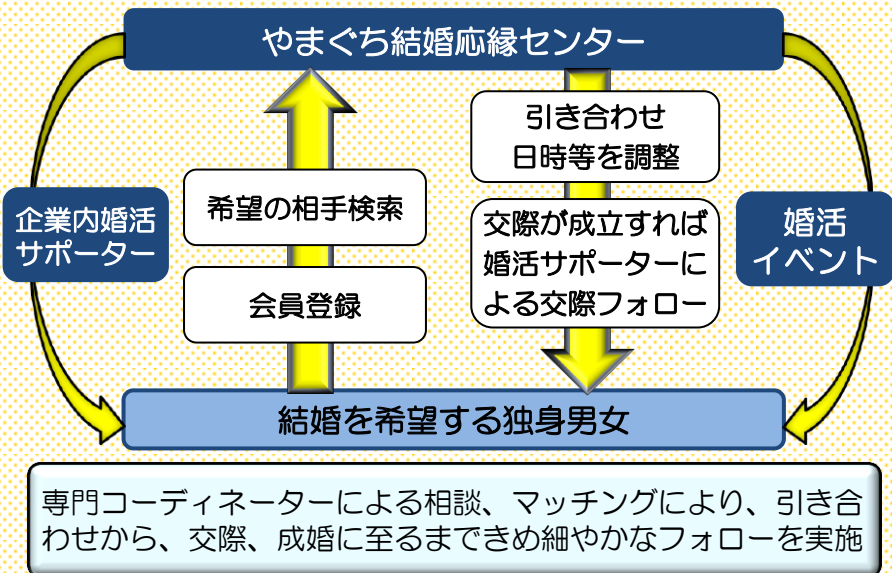 やまぐち結婚応縁センター
引き合わせ
日時等を調整
希望の相手検索
企業内婚活
サポーター
交際が成立すれば
婚活サポーターに
よる交際フォロー
婚活
イベント
会員登録
結婚を希望する独身男女
専門コーディネーターによる相談、マッチングにより、引き合
わせから、交際、成婚に至るまできめ細やかなフォローを実施